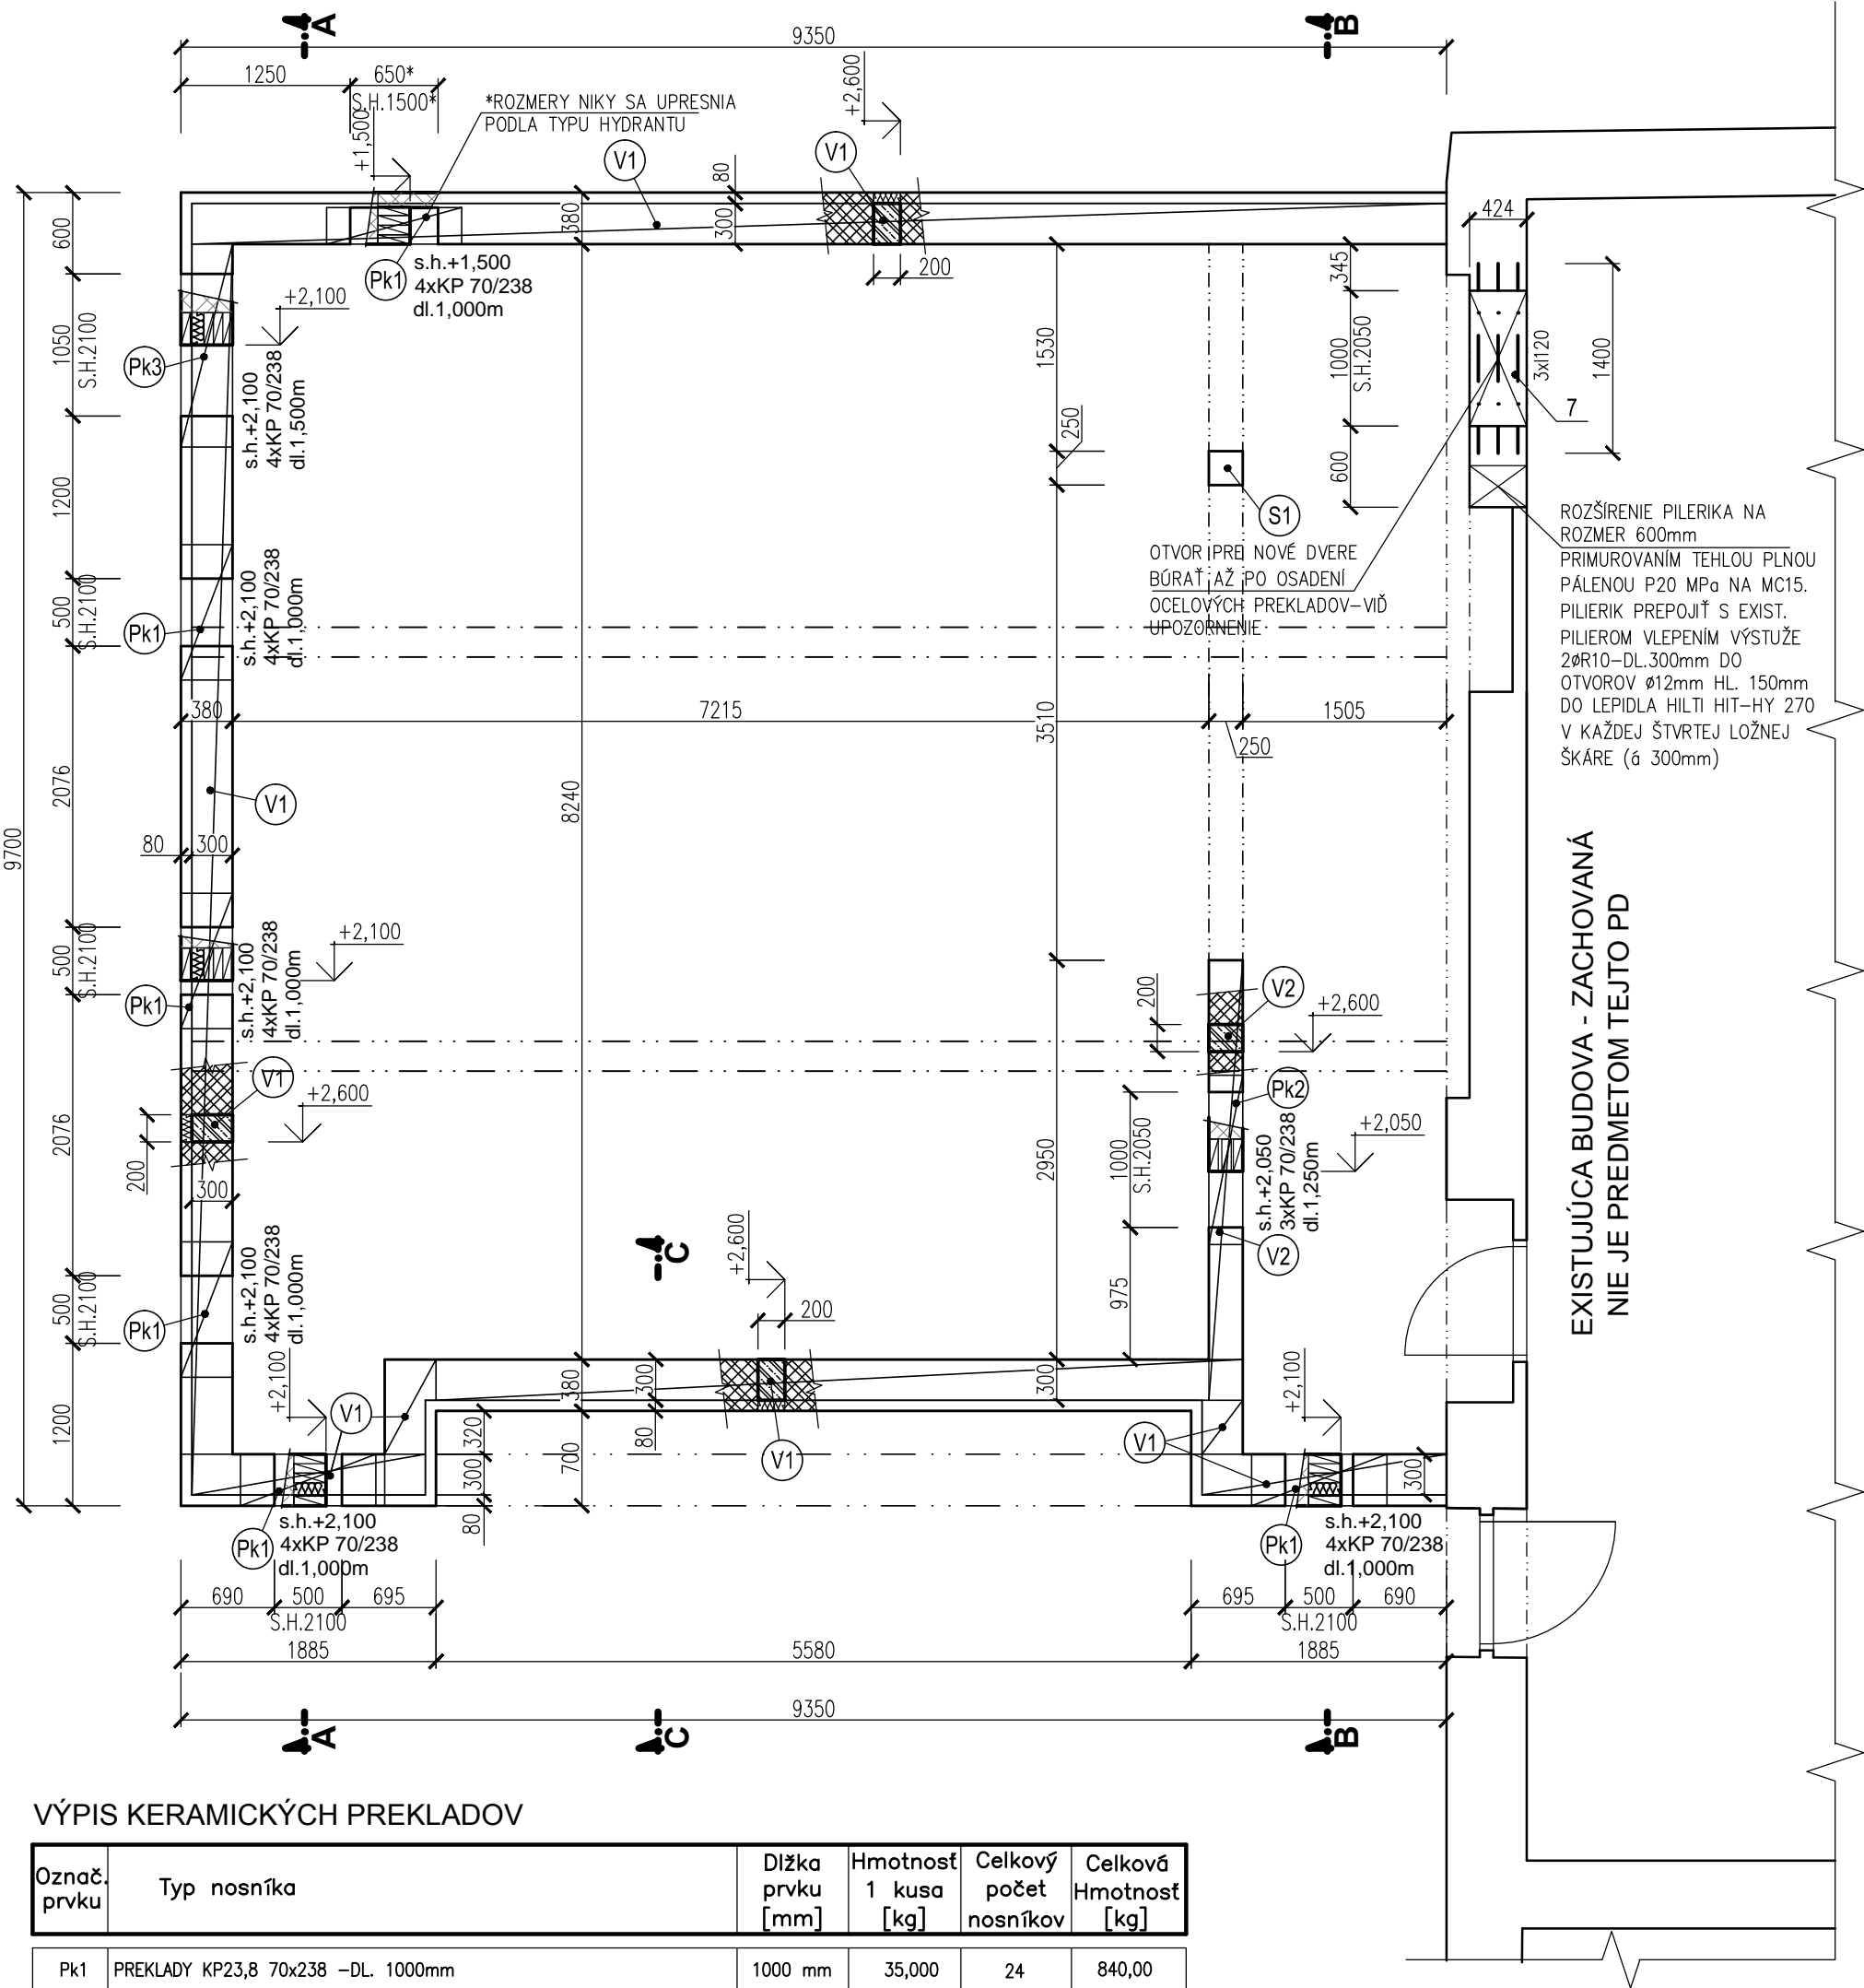 A
B
9350
1250
650*
S.H.1500*
+1,500
*ROZMERY NIKY SA UPRESNIA
PODLA TYPU HYDRANTU
+2,600
V1
V1
80
380
300
200
424
600
Pk1
s.h.+1,500
4xKP 70/238
dl.1,000m
+2,100
1050
S.H.2100
Pk3
s.h.+2,100
4xKP 70/238
dl.1,500m
1530
250
345
1000
S.H.2050
600
3xI120
1400
7
S1
OTVOR PRE NOVÉ DVERE
BÚRAŤ AŽ PO OSADENÍ
OCELOVÝCH PREKLADOV-VIĎ
UPOZORNENIE
ROZŠÍRENIE PILERIKA NA
ROZMER 600mm
PRIMUROVANÍM TEHLOU PLNOU
PÁLENOU P20 MPa NA MC15.
PILIERIK PREPOJIŤ S EXIST.
PILIEROM VLEPENÍM VÝSTUŽE
2øR10-DL.300mm DO
OTVOROV ø12mm HL. 150mm
DO LEPIDLA HILTI HIT-HY 270
V KAŽDEJ ŠTVRTEJ LOŽNEJ
ŠKÁRE (á 300mm)
1200
500
S.H.2100
Pk1
s.h.+2,100
4xKP 70/238
dl.1,000m
380
7215
3510
250
1505
2076
V1
8240
80
300
9700
500
S.H.2100
Pk1
s.h.+2,100
4xKP 70/238
dl.1,000m
+2,100
V1
+2,600
2076
200
300
200
V2
+2,600
Pk2
+2,050
1000
S.H.2050
s.h.+2,050
3xKP 70/238
dl.1,250m
2950
V2
975
EXISTUJÚCA BUDOVA - ZACHOVANÁ
NIE JE PREDMETOM TEJTO PD
C
+2,600
200
500
S.H.2100
Pk1
s.h.+2,100
4xKP 70/238
dl.1,000m
+2,100
V1
1200
380
300
80
V1
300
320
300
80
700
V1
+2,100
300
Pk1
s.h.+2,100
4xKP 70/238
dl.1,000m
Pk1
s.h.+2,100
4xKP 70/238
dl.1,000m
690
500
695
S.H.2100
695
500
690
S.H.2100
1885
5580
1885
9350
A
C
B
VÝPIS KERAMICKÝCH PREKLADOV
Označ. prvku
Typ nosníka
Dlžka prvku [mm]
Hmotnosť 1 kusa [kg]
Celkový počet nosníkov
Celková Hmotnosť [kg]
Pk1 PREKLADY KP23,8 70x238 -DL. 1000mm 1000 mm 35,000 24 840,00